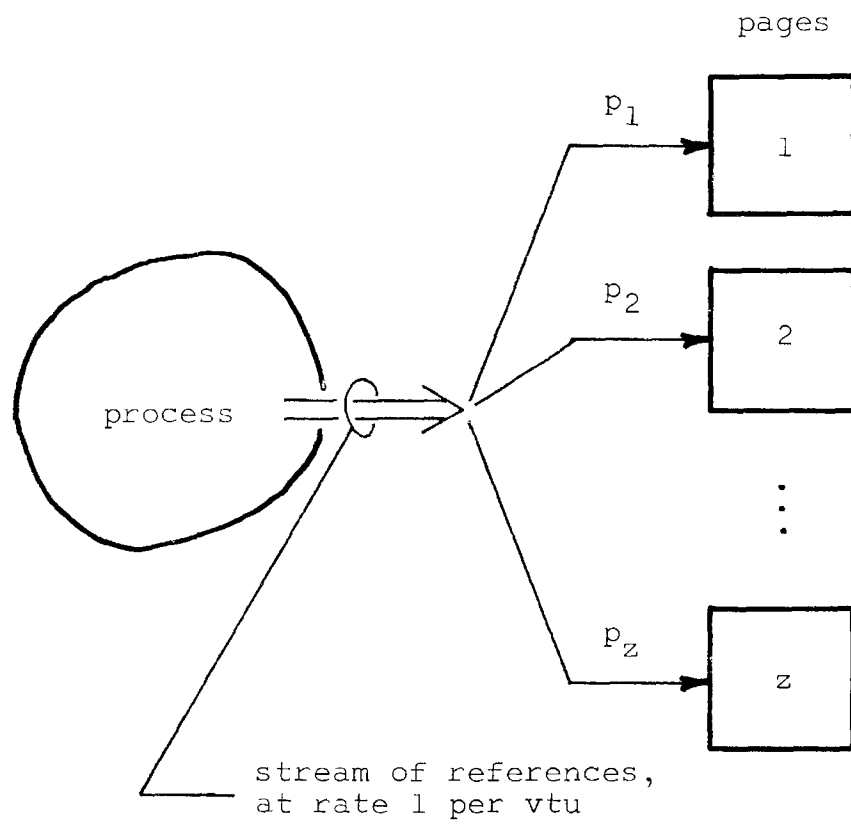 pages
p1
1
p2
2
process
pz
z
stream of references,
at rate 1 per vtu